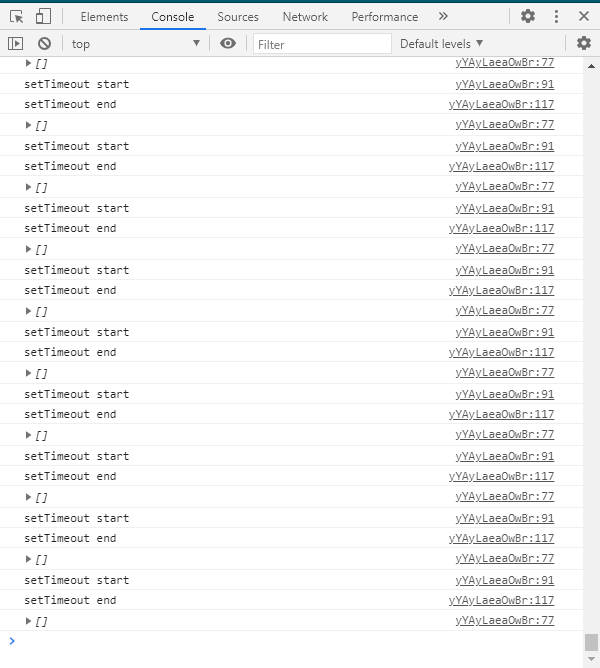 Elements Console Sources Network Performance »
top Filter Default levels
[] yYAyLaeaOwBr:77
setTimeout start yYAyLaeaOwBr:91
setTimeout end yYAyLaeaOwBr:117
[] yYAyLaeaOwBr:77
setTimeout start yYAyLaeaOwBr:91
setTimeout end yYAyLaeaOwBr:117
[] yYAyLaeaOwBr:77
setTimeout start yYAyLaeaOwBr:91
setTimeout end yYAyLaeaOwBr:117
[] yYAyLaeaOwBr:77
setTimeout start yYAyLaeaOwBr:91
setTimeout end yYAyLaeaOwBr:117
[] yYAyLaeaOwBr:77
setTimeout start yYAyLaeaOwBr:91
setTimeout end yYAyLaeaOwBr:117
[] yYAyLaeaOwBr:77
setTimeout start yYAyLaeaOwBr:91
setTimeout end yYAyLaeaOwBr:117
[] yYAyLaeaOwBr:77
setTimeout start yYAyLaeaOwBr:91
setTimeout end yYAyLaeaOwBr:117
[] yYAyLaeaOwBr:77
setTimeout start yYAyLaeaOwBr:91
setTimeout end yYAyLaeaOwBr:117
[] yYAyLaeaOwBr:77
setTimeout start yYAyLaeaOwBr:91
setTimeout end yYAyLaeaOwBr:117
[] yYAyLaeaOwBr:77